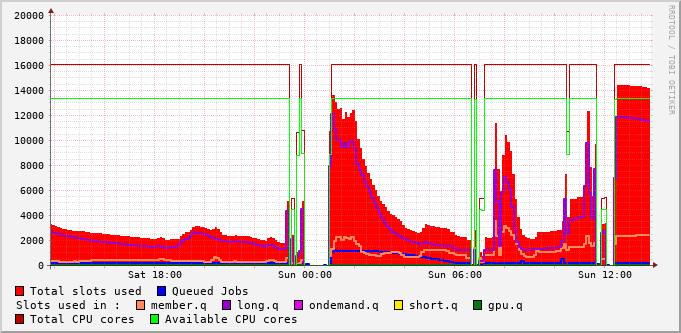 20000
18000
16000
14000
12000
10000
8000
6000
4000
2000
0
Sat 18:00 Sun 00:00 Sun 06:00 Sun 12:00
Total slots used Queued Jobs
Slots used in : member.q long.q ondemand.q short.q gpu.q
Total CPU cores Available CPU cores
RRDTOOL / TOBI OETIKER